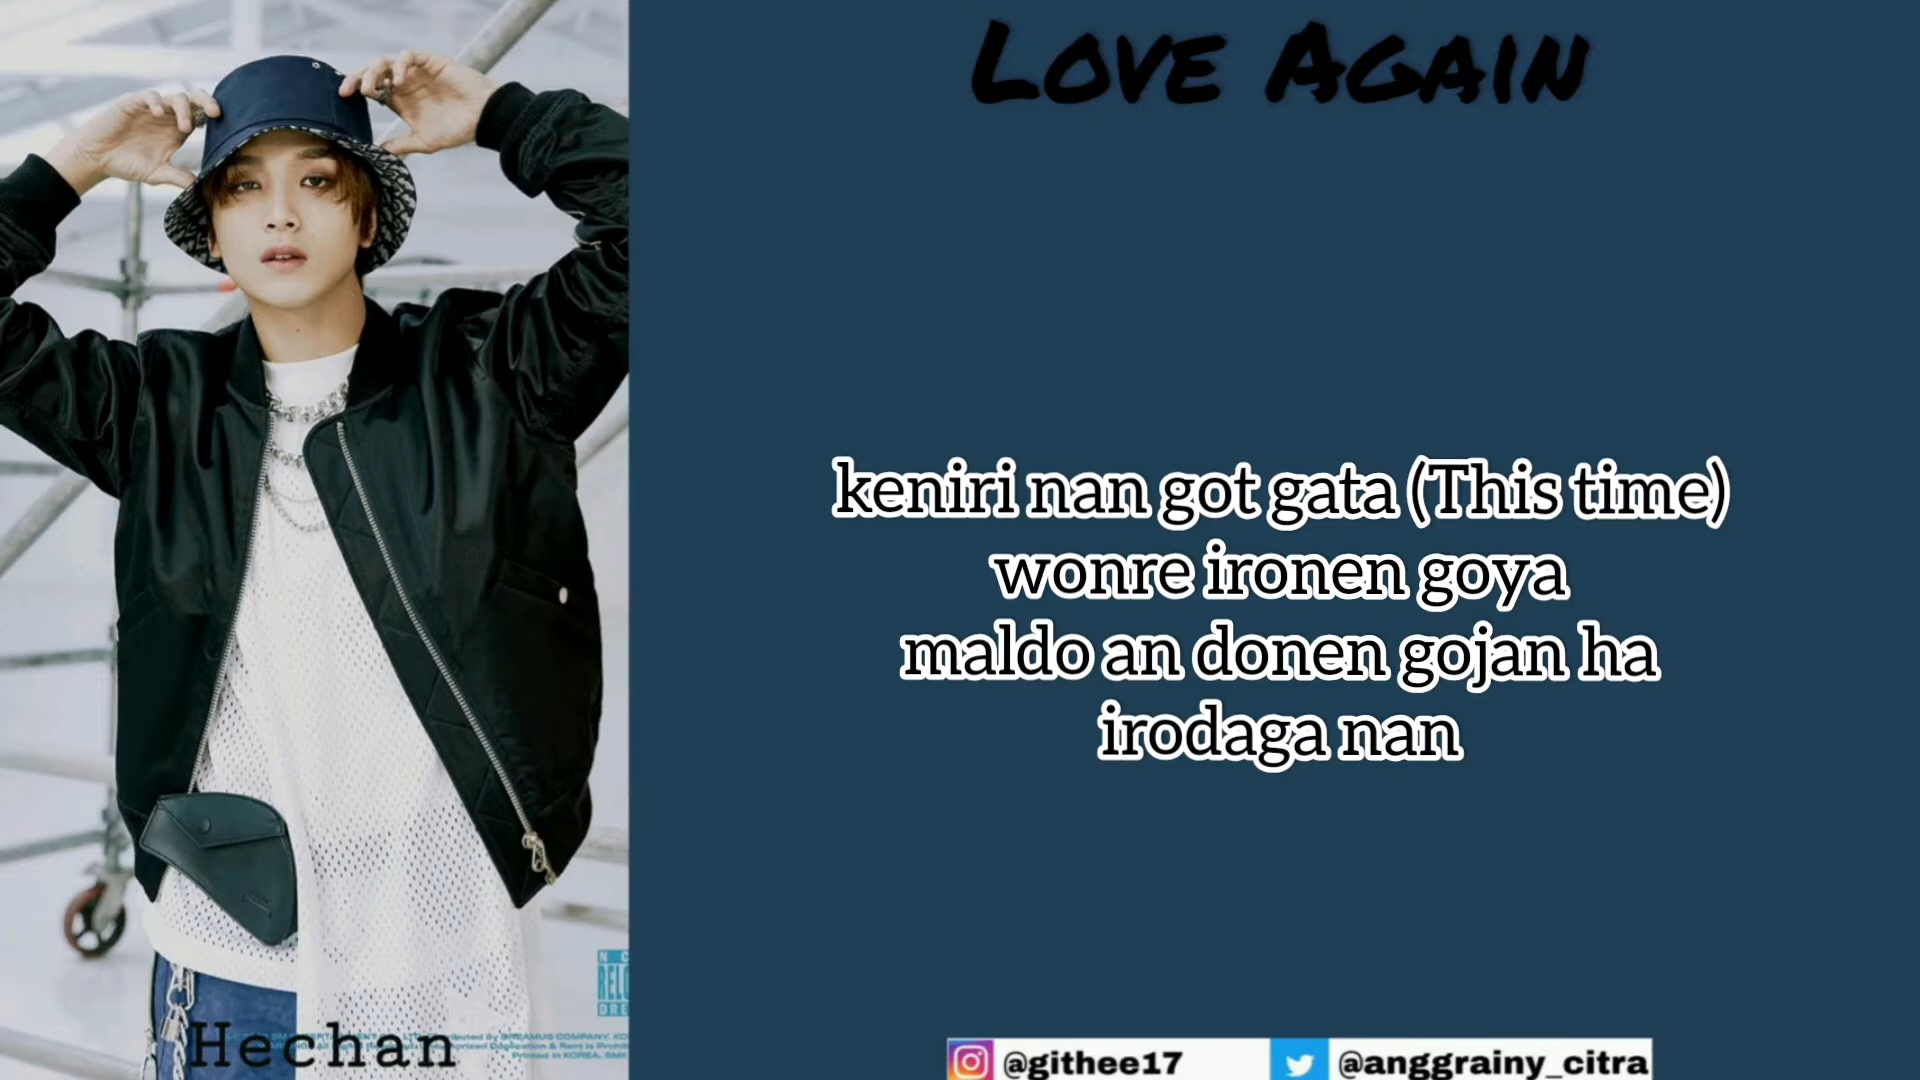 Love Again
keniri nan got gata (This time)
wonre ironen goya
maldo an donen gojan ha
irodaga nan
Hechan
@githee17
@anggrainy_citra